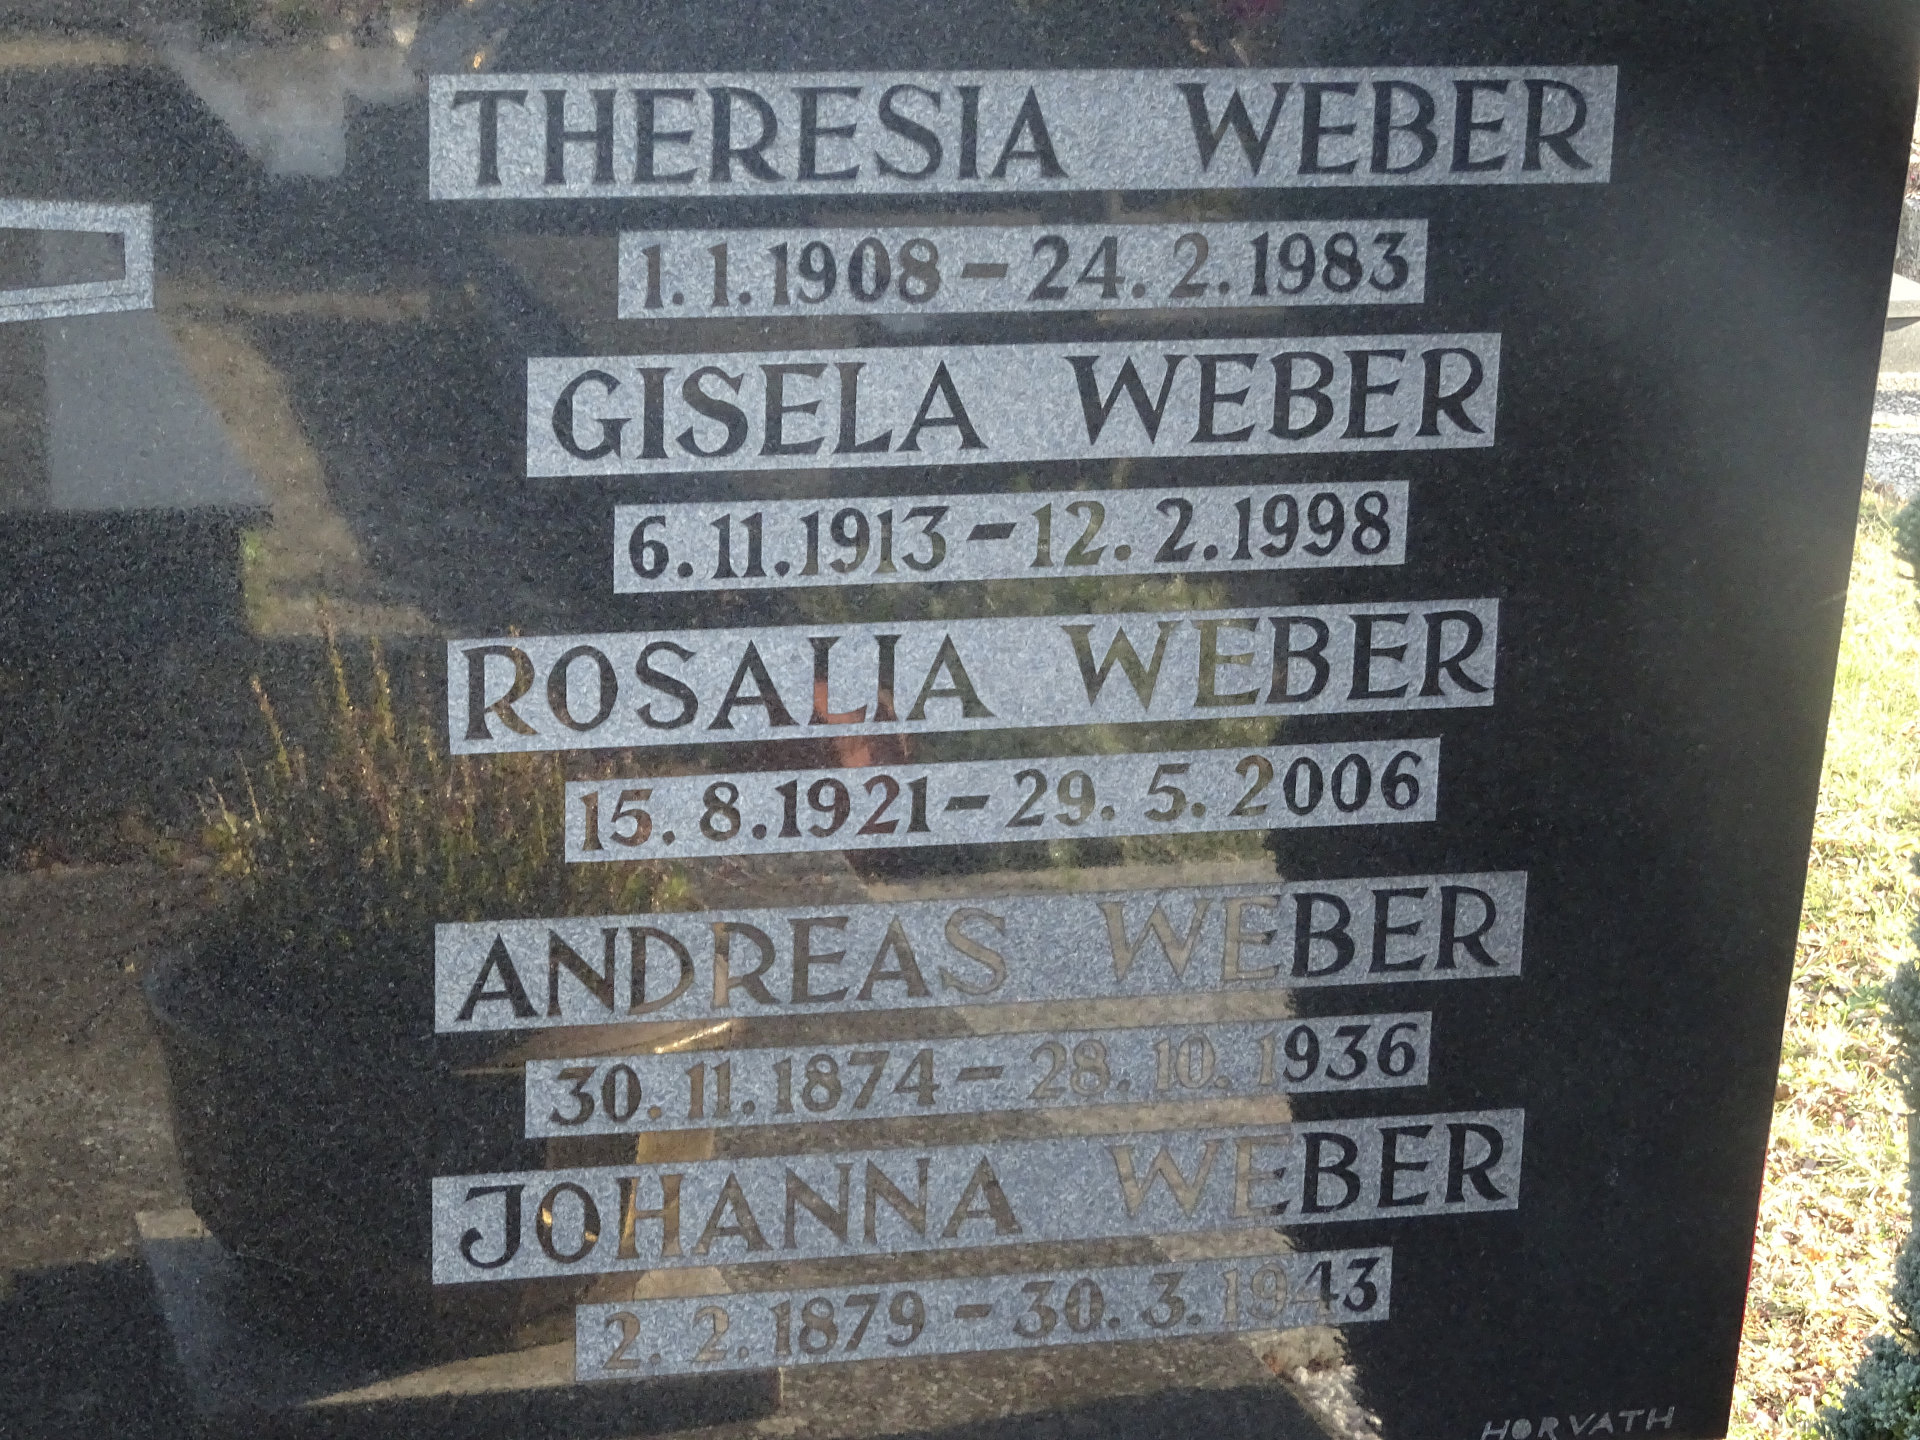 THERESIA WEBER
1.1.1908 - 24.2.1983
GISELA WEBER
6.11.1913 - 12.2.1998
ROSALIA WEBER
15.8.1921 - 29.5.2006
ANDREAS WEBER
30.11.1874 - 28.10.1936
JOHANNA WEBER
2.2.1879 - 30.3.1943
HORVATH